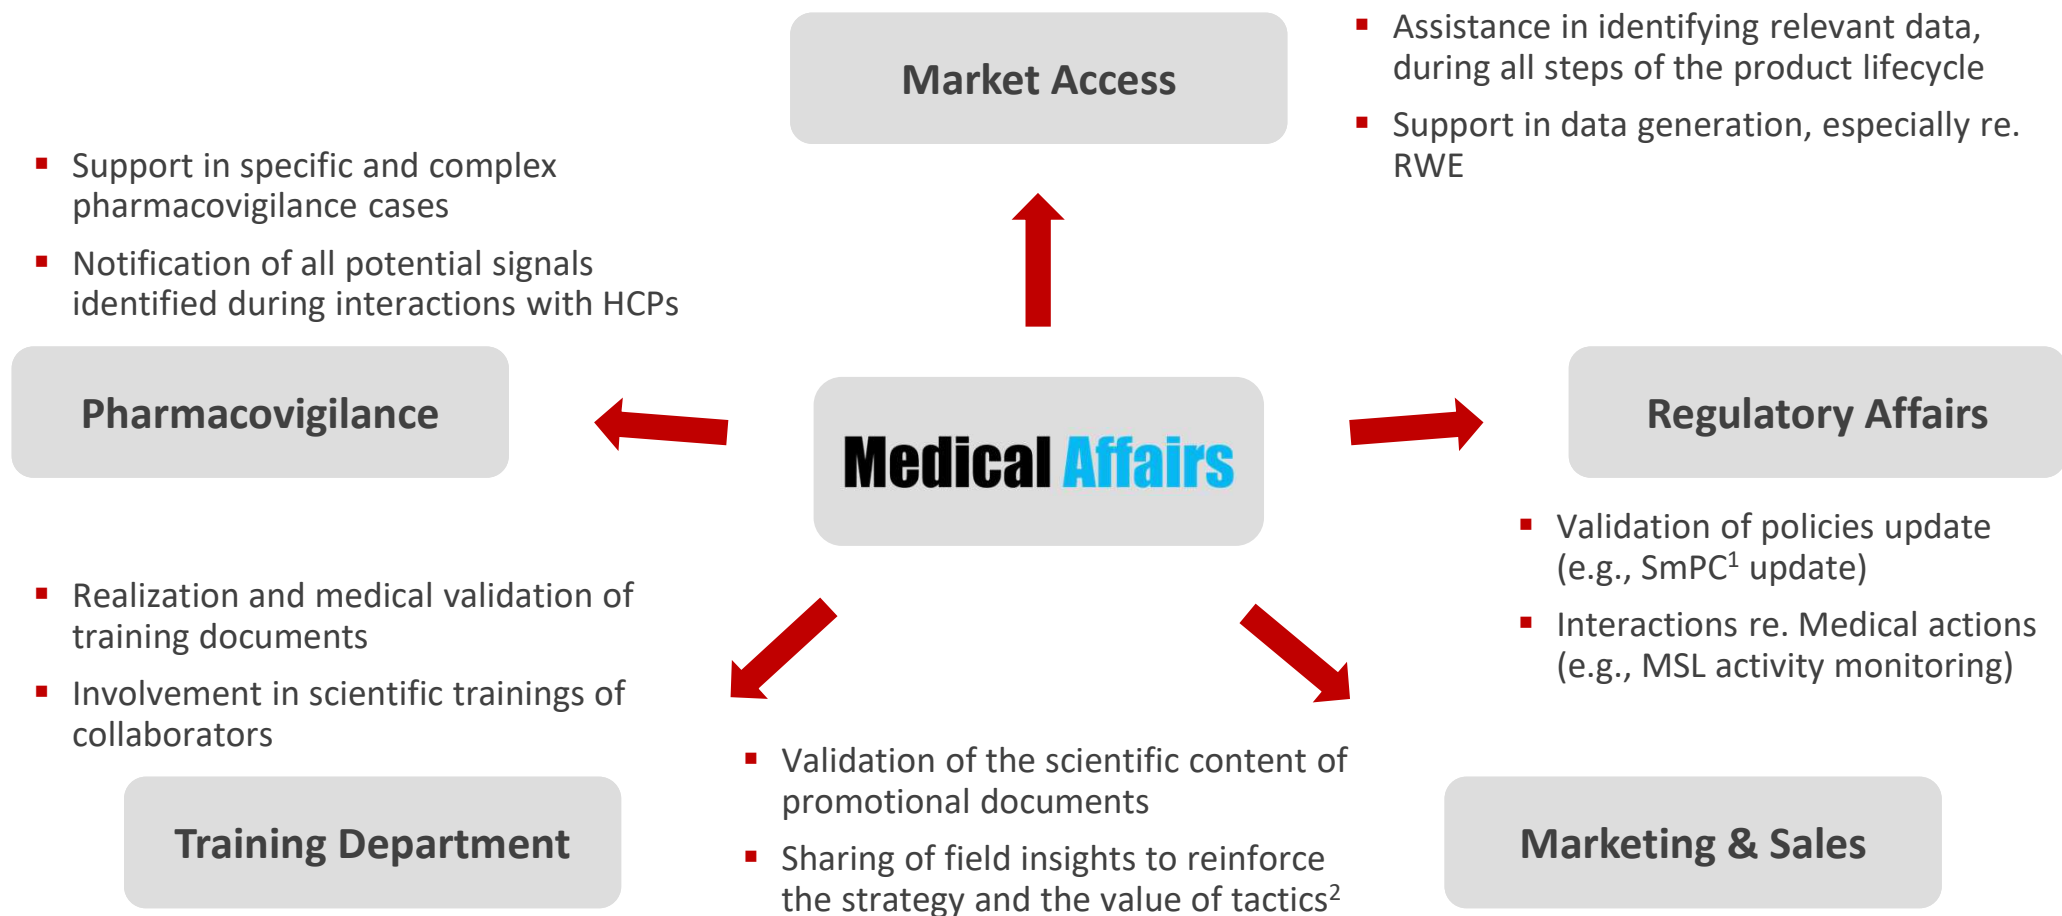 Market Access
▪ Assistance in identifying relevant data,
during all steps of the product lifecycle
▪ Support in data generation, especially re.
RWE
▪ Support in specific and complex
pharmacovigilance cases
▪ Notification of all potential signals
identified during interactions with HCPs
Pharmacovigilance
Medical Affairs
Regulatory Affairs
▪ Validation of policies update
(e.g., SmPC¹ update)
▪ Interactions re. Medical actions
(e.g., MSL activity monitoring)
▪ Realization and medical validation of
training documents
▪ Involvement in scientific trainings of
collaborators
Training Department
▪ Validation of the scientific content of
promotional documents
▪ Sharing of field insights to reinforce
the strategy and the value of tactics²
Marketing & Sales